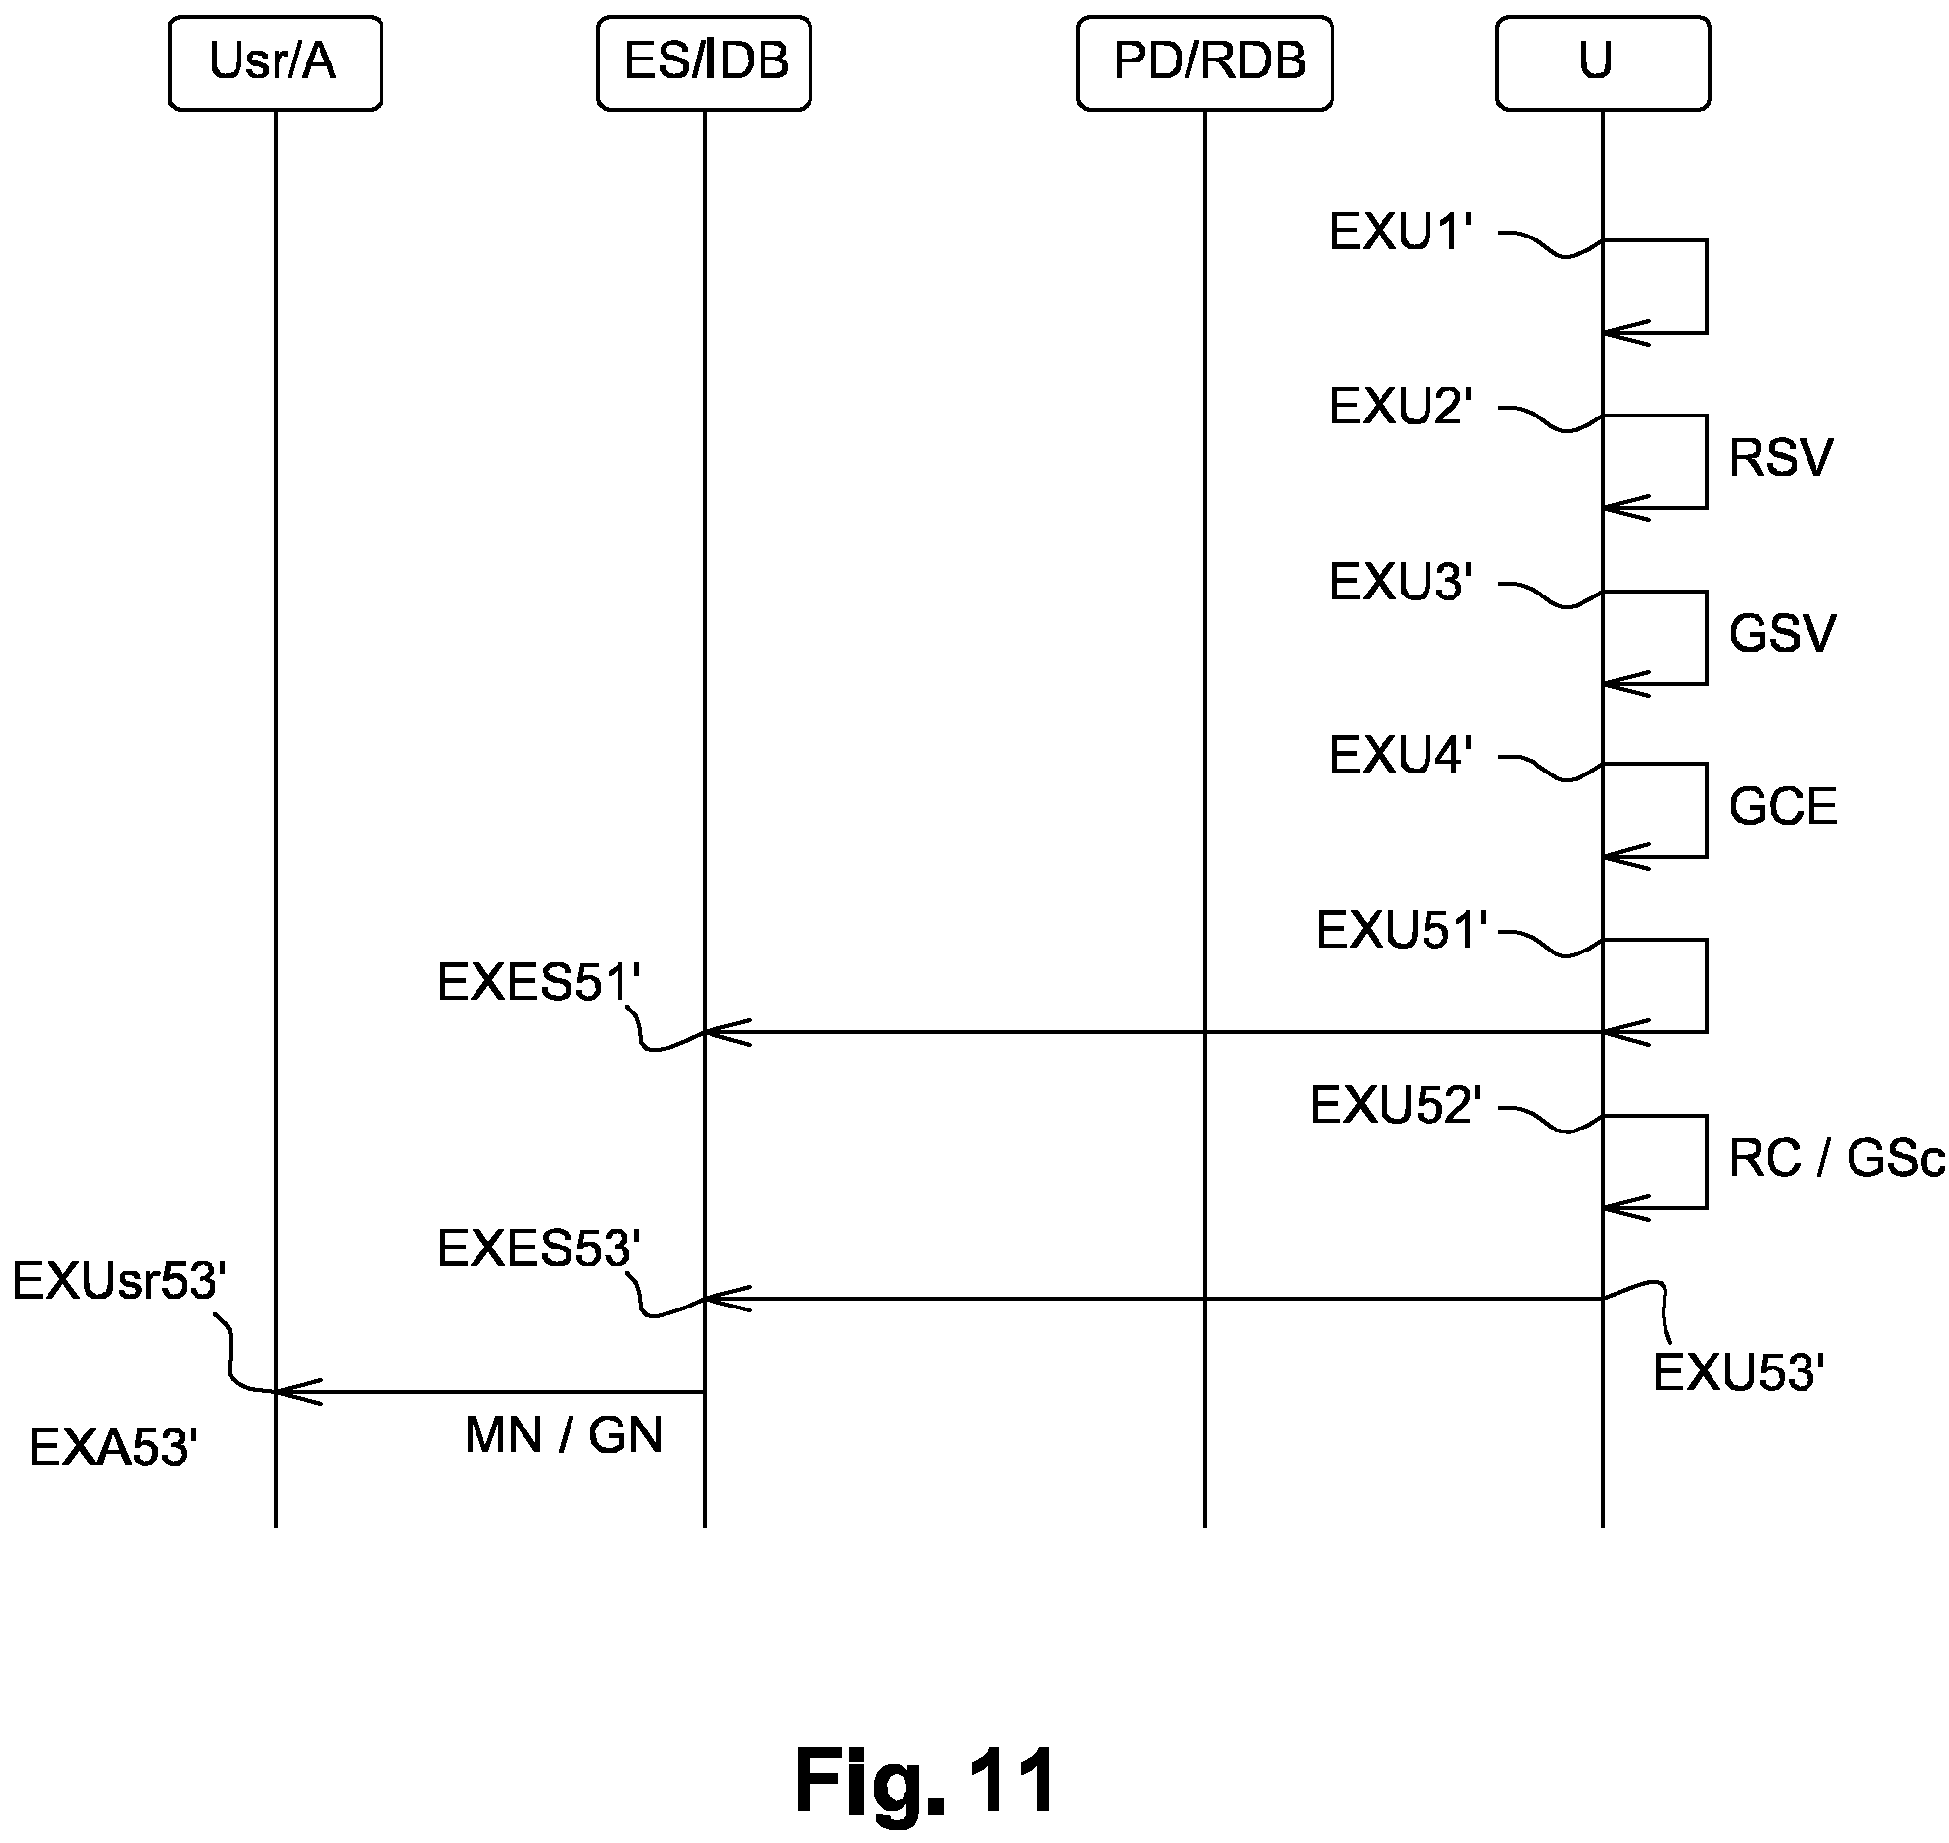 Usr/A
ES/IDB
PD/RDB
U
EXU1'
EXU2'
RSV
EXU3'
GSV
EXU4'
GCE
EXU51'
EXES51'
EXU52'
RC / GSc
EXES53'
EXUsr53'
EXU53'
MN / GN
EXA53'
Fig. 11